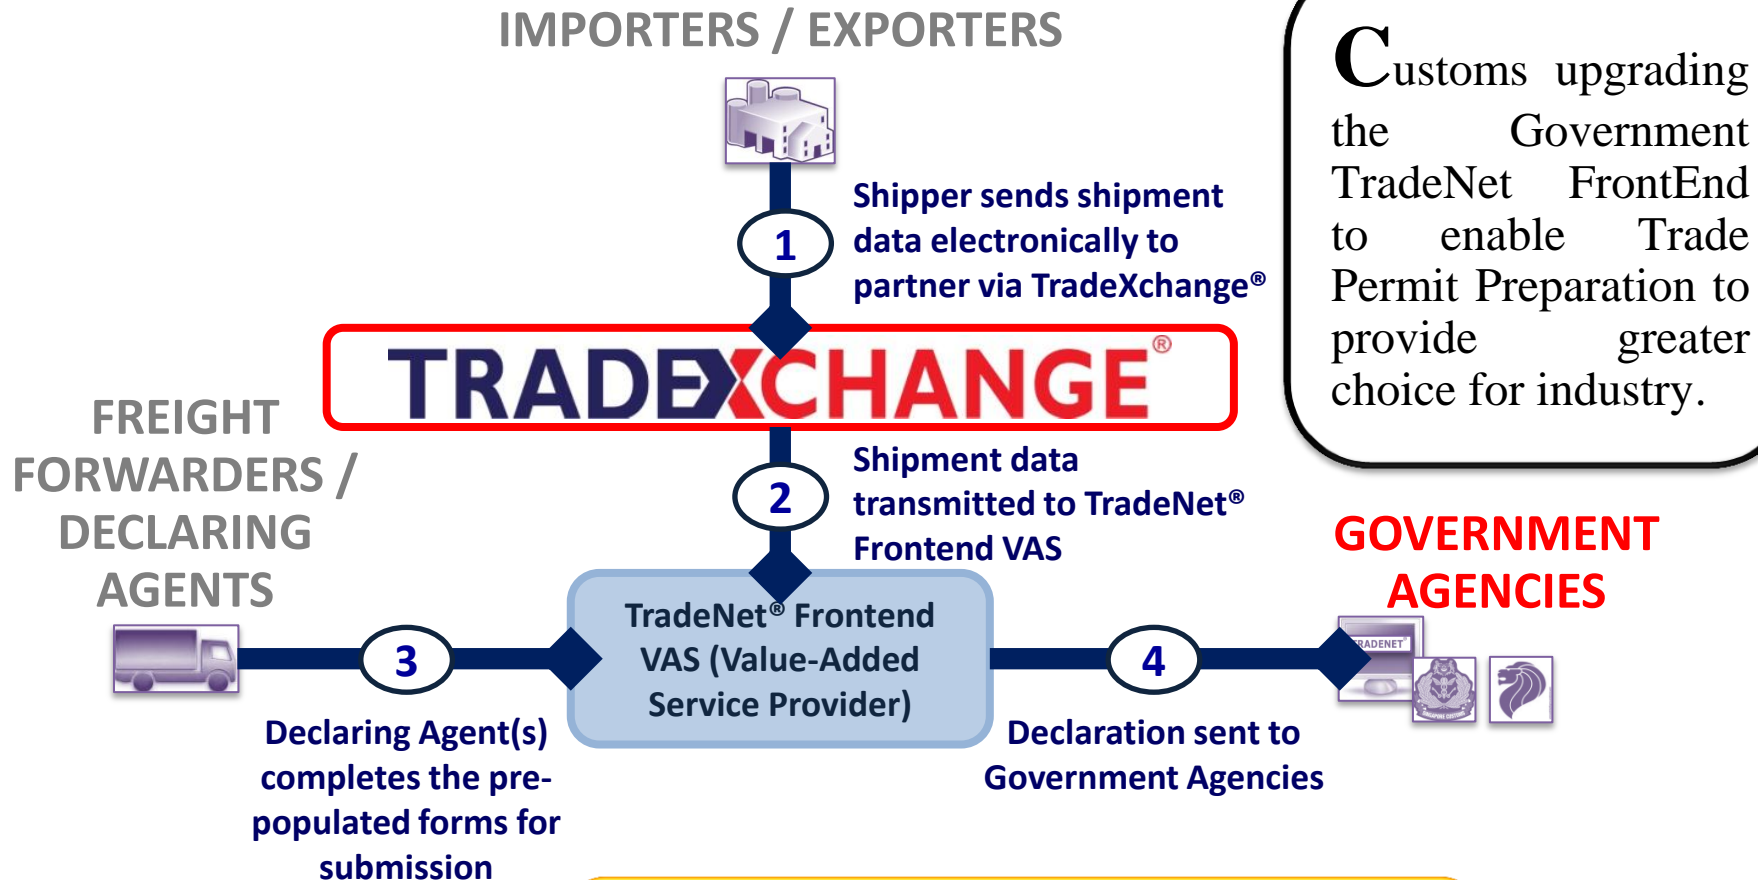 IMPORTERS / EXPORTERS
Customs upgrading
the Government
TradeNet FrontEnd
to enable Trade
Permit Preparation to
provide greater
choice for industry.
1
Shipper sends shipment
data electronically to
partner via TradeXchange®
TRADEXCHANGE®
FREIGHT
FORWARDERS /
DECLARING
AGENTS
2
Shipment data
transmitted to TradeNet®
Frontend VAS
GOVERNMENT
AGENCIES
TradeNet® Frontend
VAS (Value-Added
Service Provider)
3
4
TRADENET®
Declaring Agent(s)
completes the pre-
populated forms for
submission
Declaration sent to
Government Agencies